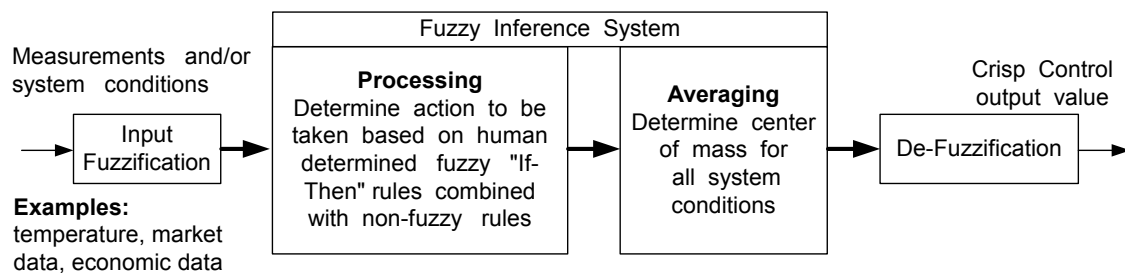 Measurements and/or
system conditions
Input
Fuzzification
Examples:
temperature, market
data, economic data
Fuzzy Inference System
Processing
Determine action to be
taken based on human
determined fuzzy "If-
Then" rules combined
with non-fuzzy rules
Averaging
Determine center
of mass for
all system
conditions
De-Fuzzification
Crisp Control
output value